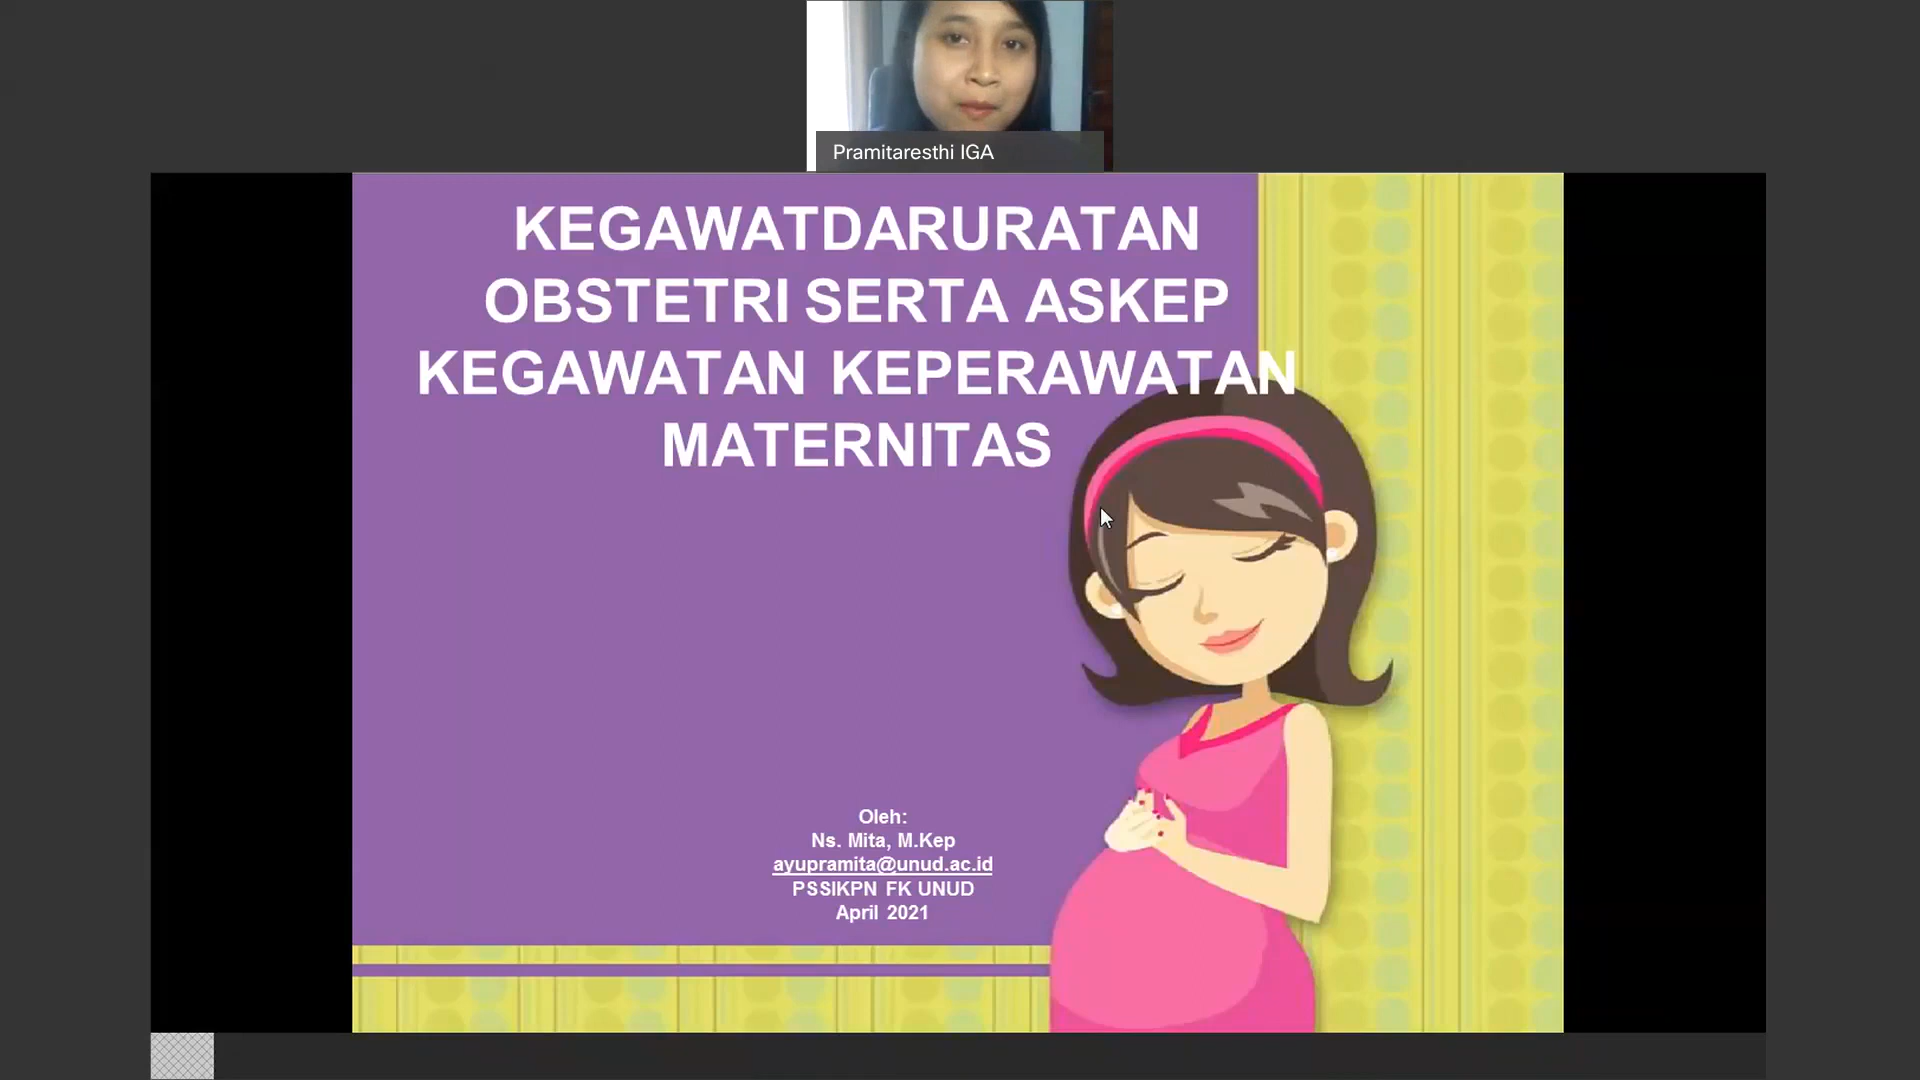 Pramitaresthi IGA
KEGAWATDARURATAN
OBSTETRI SERTA ASKEP
KEGAWATAN KEPERAWATAN
MATERNITAS
Oleh:
Ns. Mita, M.Kep
ayupramita@unud.ac.id
PSSIKPN FK UNUD
April 2021